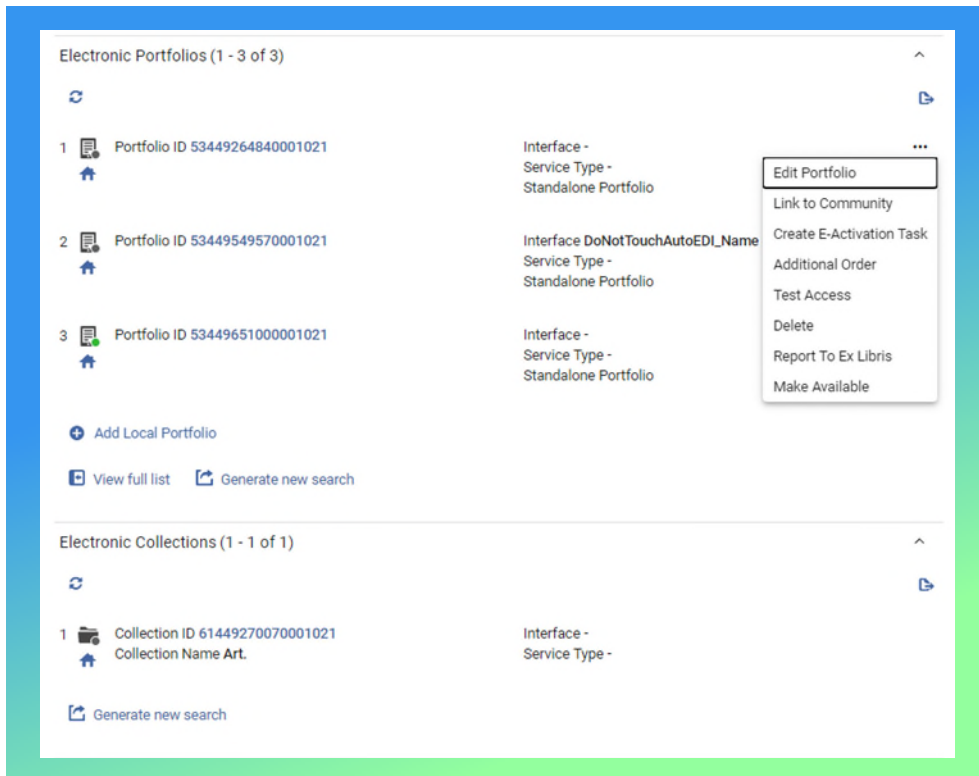 Electronic Portfolios (1 - 3 of 3)
1 Portfolio ID 53449264840001021
Interface -
Service Type -
Standalone Portfolio
Edit Portfolio
Link to Community
Create E-Activation Task
Additional Order
Test Access
Delete
Report To Ex Libris
Make Available
2 Portfolio ID 53449549570001021
Interface DoNotTouchAutoEDI_Name
Service Type -
Standalone Portfolio
3 Portfolio ID 53449651000001021
Interface -
Service Type -
Standalone Portfolio
Add Local Portfolio
View full list Generate new search
Electronic Collections (1 - 1 of 1)
1 Collection ID 61449270070001021
Collection Name Art.
Interface -
Service Type -
Generate new search